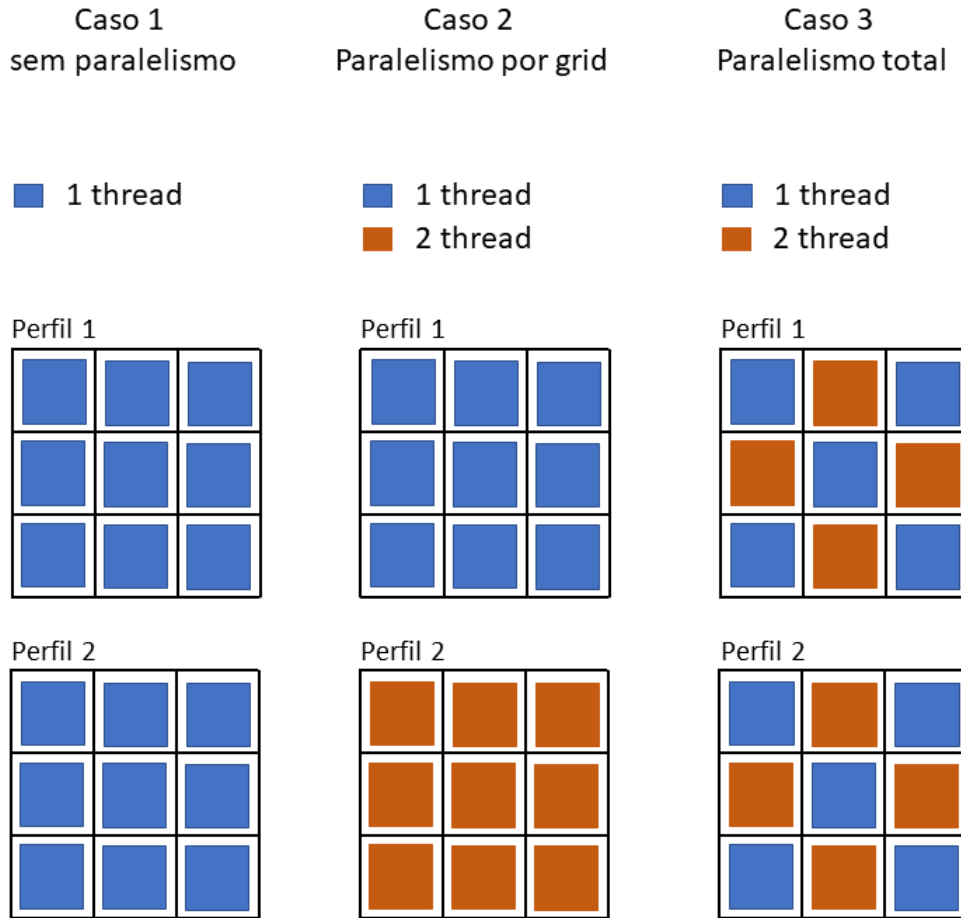 Caso 1
sem paralelismo
Caso 2
Paralelismo por grid
Caso 3
Paralelismo total
1 thread
1 thread
2 thread
1 thread
2 thread
Perfil 1
Perfil 1
Perfil 1
Perfil 2
Perfil 2
Perfil 2